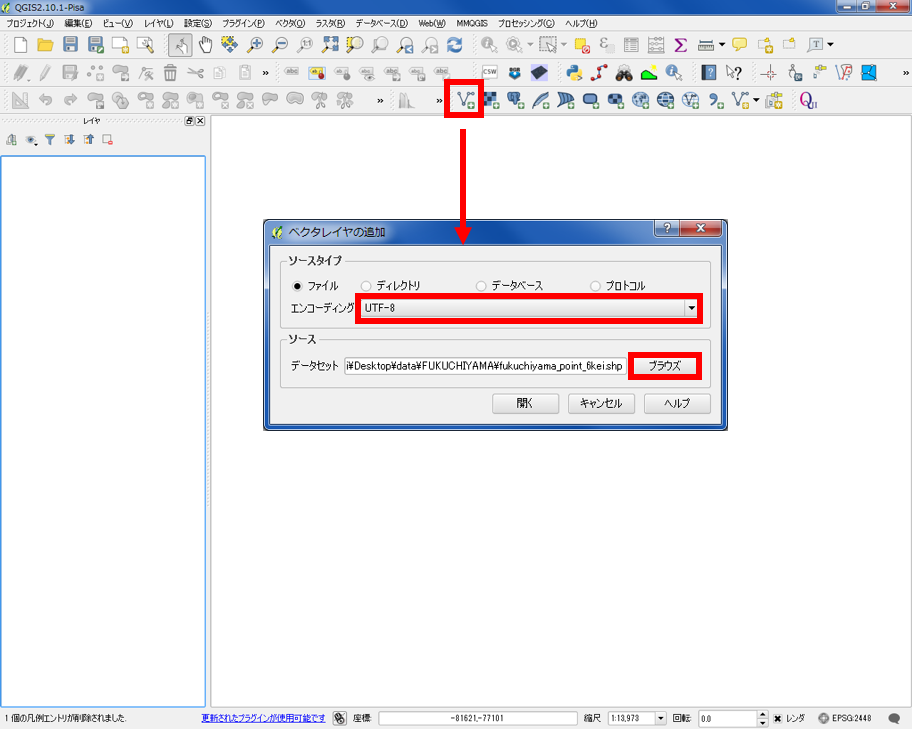 QGIS2.10.1-Pisa
プロジェクト(J) 編集(E) ビュー(V) レイヤ(L) 設定(S) プラグイン(P) ベクタ(O) ラスタ(R) データベース(D) Web(W) MMQGIS プロセッシング(C) ヘルプ(H)
レイヤ
ベクタレイヤの追加
ソースタイプ
ファイル ディレクトリ データベース プロトコル
エンコーディング UTF-8
ソース
データセット i¥Desktop¥data¥FUKUCHIYAMA¥fukuchiyama_point_6kei.shp ブラウズ
開く キャンセル ヘルプ
1 個の凡例エントリが削除されました. 更新されたプラグインが使用可能です 座標: -81621,-77101 縮尺 1:13,973 回転: 0.0 レンダ EPSG:2448